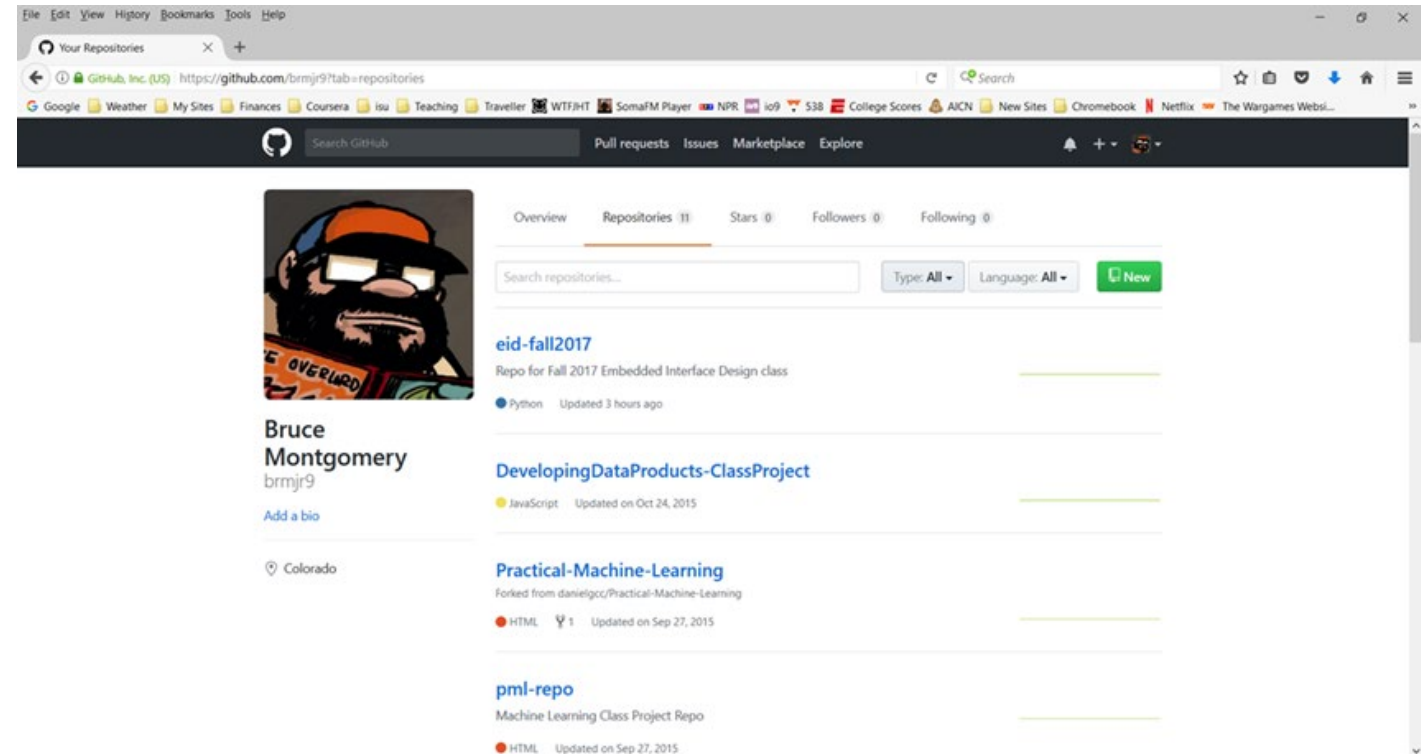 File Edit View History Bookmarks Tools Help
Your Repositories
GitHub, Inc. (US) https://github.com/brmjr9?tab=repositories
Search
Google Weather My Sites Finances Coursera isu Teaching Traveller WTFJHT SomaFM Player NPR io9 538 College Scores AICN New Sites Chromebook Netflix The Wargames Websi...
Search GitHub Pull requests Issues Marketplace Explore
OVERLORD
Bruce
Montgomery
brmjr9
Add a bio
Colorado
Overview Repositories 11 Stars 0 Followers 0 Following 0
Search repositories... Type: All Language: All New
eid-fall2017
Repo for Fall 2017 Embedded Interface Design class
Python Updated 3 hours ago
DevelopingDataProducts-ClassProject
JavaScript Updated on Oct 24, 2015
Practical-Machine-Learning
Forked from danielgcc/Practical-Machine-Learning
HTML 1 Updated on Sep 27, 2015
pml-repo
Machine Learning Class Project Repo
HTML Updated on Sep 27, 2015